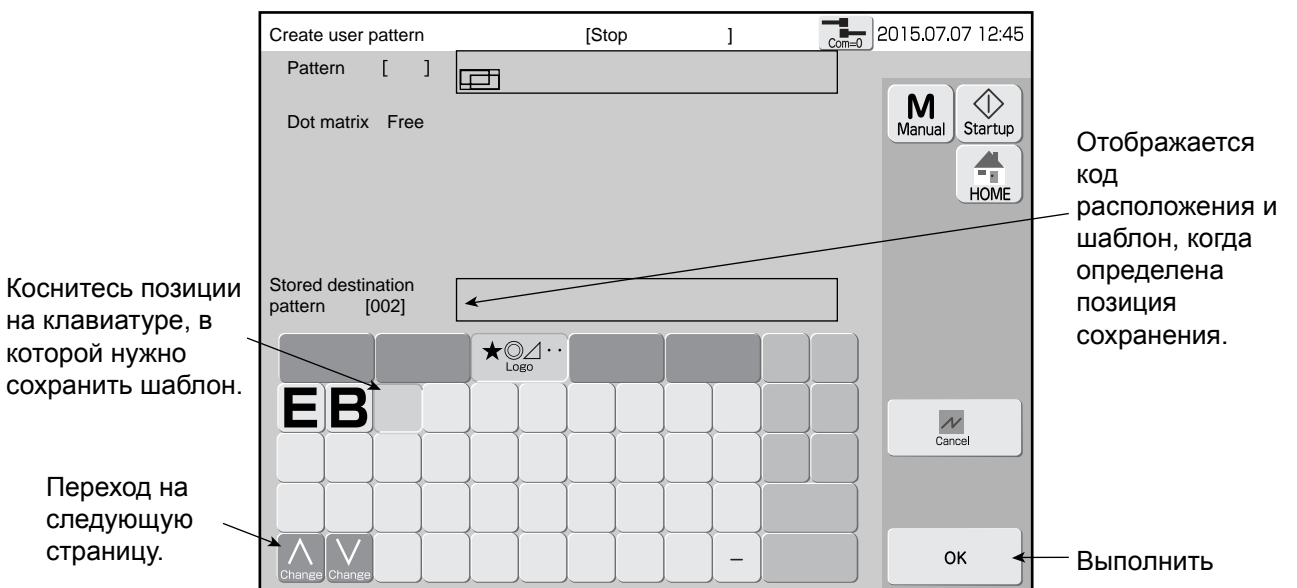 Create user pattern [Stop ] Com=0 2015.07.07 12:45
Pattern [ ]
Dot matrix Free
M
Manual
Startup
HOME
Отображается
код
расположения и
шаблон, когда
определена
позиция
сохранения.
Stored destination
pattern [002]
Коснитесь позиции
на клавиатуре, в
которой нужно
сохранить шаблон.
★◎⊿··
Logo
E B
Cancel
Переход на
следующую
страницу.
Change Change
–
OK
Выполнить